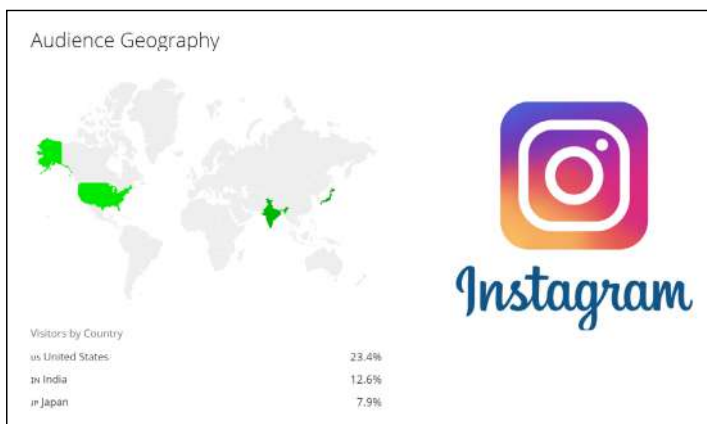 Audience Geography
Instagram
Visitors by Country
US United States 23.4%
IN India 12.6%
JP Japan 7.9%